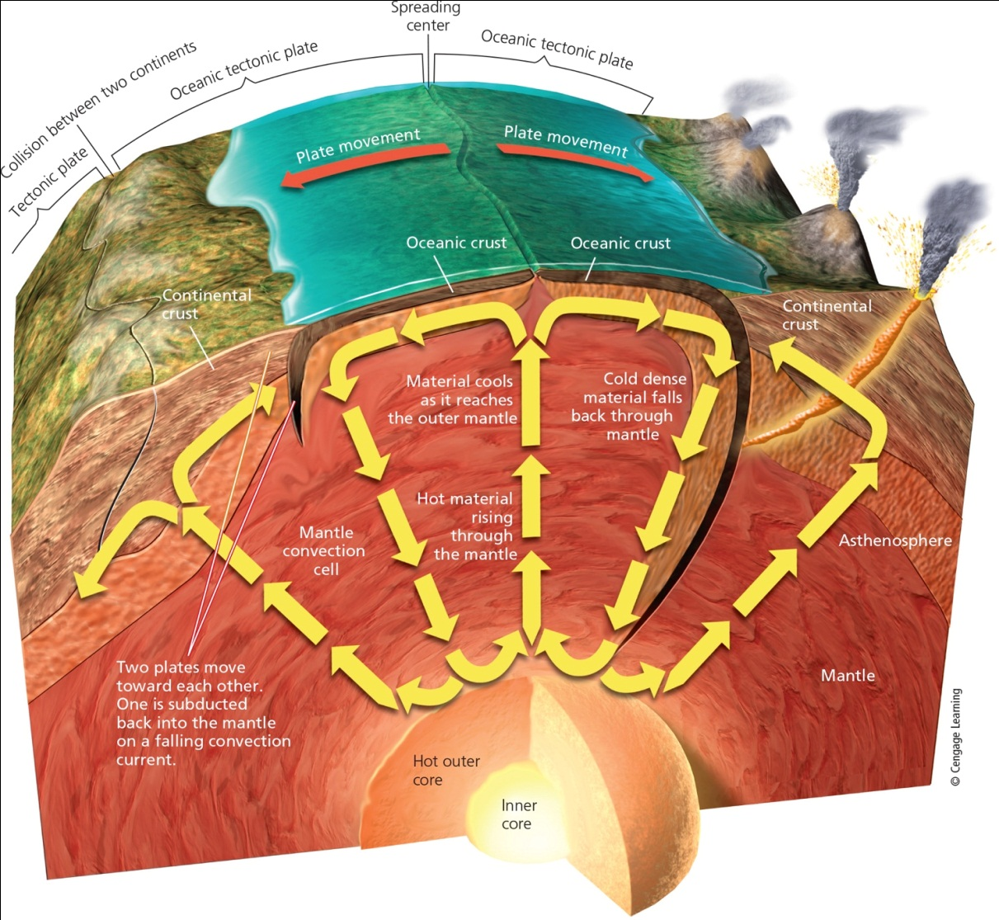 Spreading
center
Oceanic tectonic plate
Oceanic tectonic plate
Collision between two continents
Tectonic plate
Plate movement
Plate movement
Oceanic crust
Oceanic crust
Continental
crust
Continental
crust
Material cools
as it reaches
the outer mantle
Cold dense
material falls
back through
mantle
Hot material
rising
through
the mantle
Mantle
convection
cell
Asthenosphere
Mantle
Two plates move
toward each other.
One is subducted
back into the mantle
on a falling convection
current.
Hot outer
core
Inner
core
© Cengage Learning